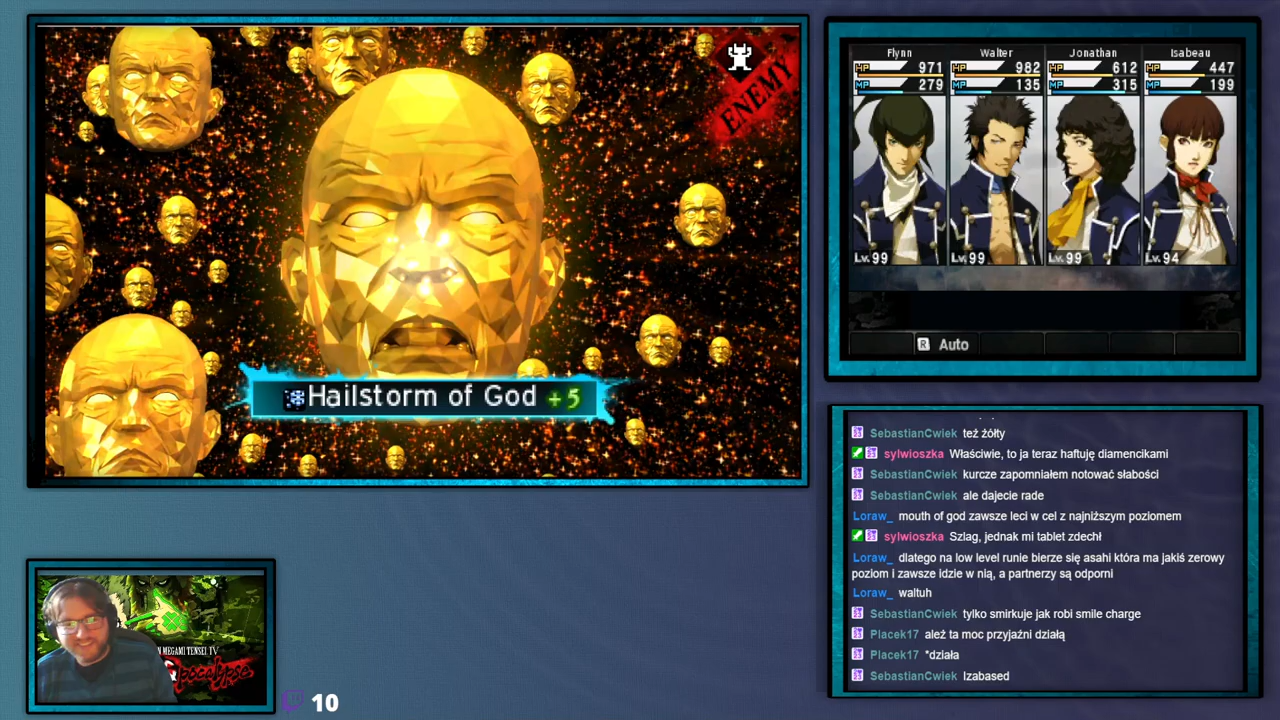 ENEMY
Hailstorm of God +5
Flynn
HP 971
MP 279
Lv.99
Walter
HP 982
MP 135
Lv.99
Jonathan
HP 612
MP 315
Lv.99
Isabeau
HP 447
MP 199
Lv.94
R Auto
SebastianCwiek też żółty
sylwioszka Właściwie, to ja teraz haftuję diamencikami
SebastianCwiek kurcze zapomniałem notować słabości
SebastianCwiek ale dajecie rade
Loraw_ mouth of god zawsze leci w cel z najniższym poziomem
sylwioszka Szlag, jednak mi tablet zdechł
Loraw_ dlatego na low level runie bierze się asahi która ma jakiś zerowy
poziom i zawsze idzie w nią, a partnerzy są odporni
Loraw_ waltuh
SebastianCwiek tylko smirkuje jak robi smile charge
Placek17 ależ ta moc przyjaźni działą
Placek17 *działa
SebastianCwiek Izabased
MEGAMI TENSEI IV
pocalypse
10